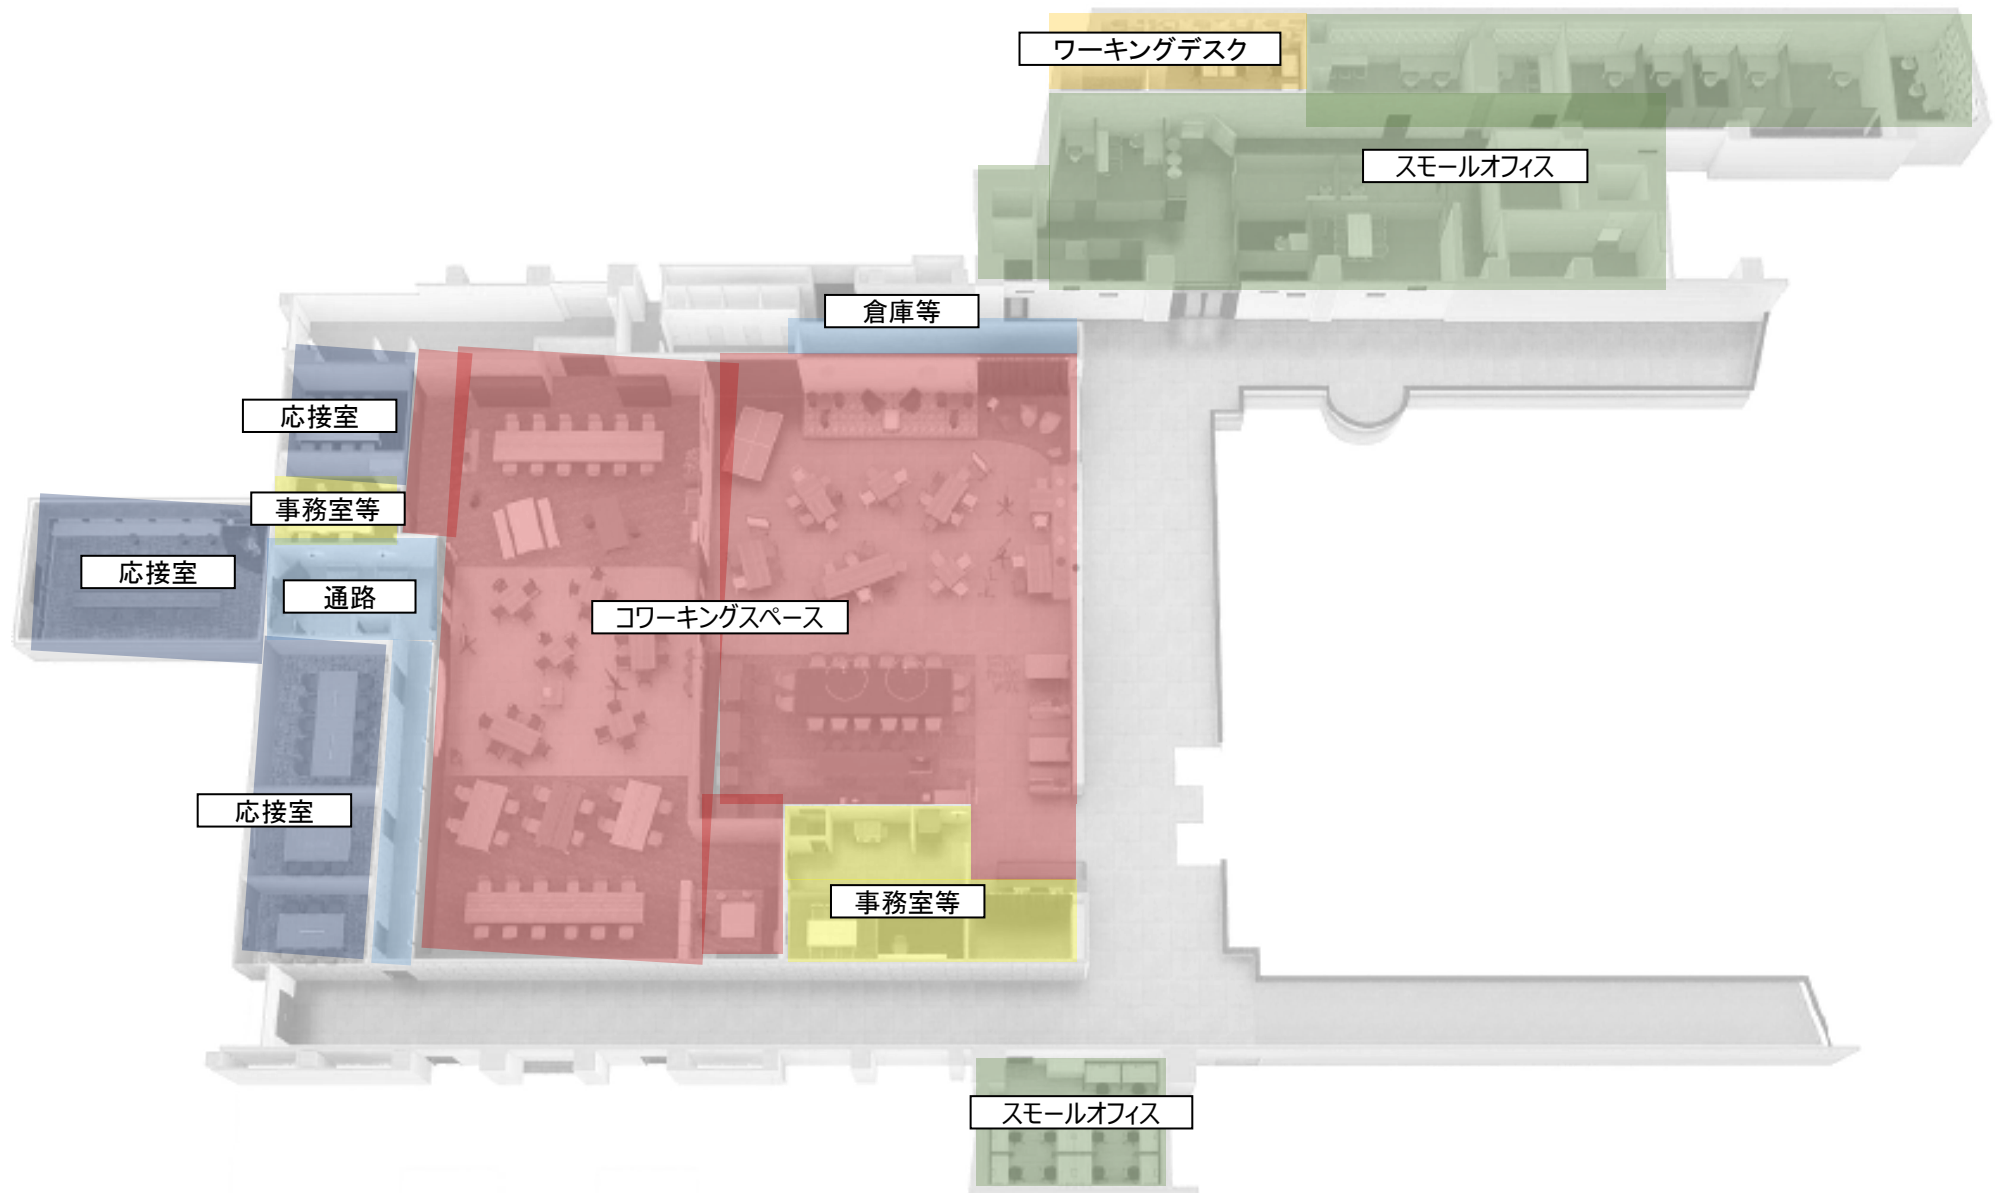 ワーキングデスク
スモールオフィス
倉庫等
応接室
事務室等
応接室
通路
コワーキングスペース
応接室
事務室等
スモールオフィス